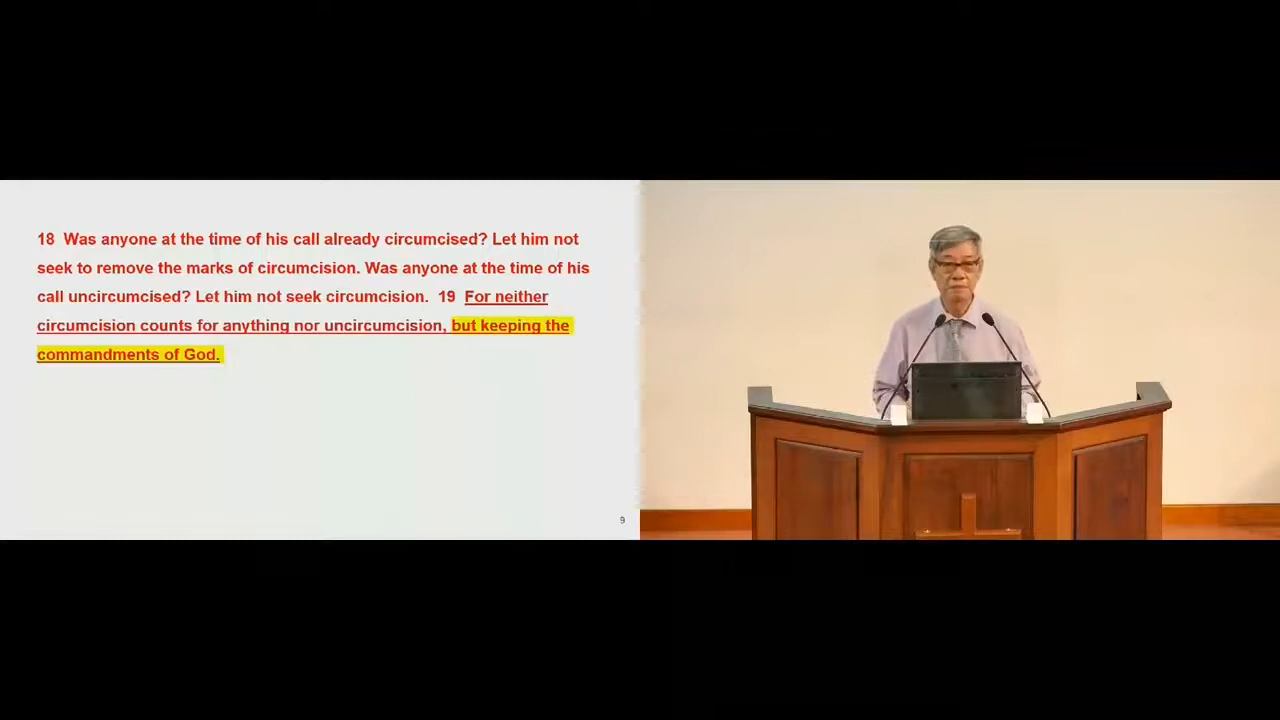 18 Was anyone at the time of his call already circumcised? Let him not
seek to remove the marks of circumcision. Was anyone at the time of his
call uncircumcised? Let him not seek circumcision. 19 For neither
circumcision counts for anything nor uncircumcision, but keeping the
commandments of God.
9